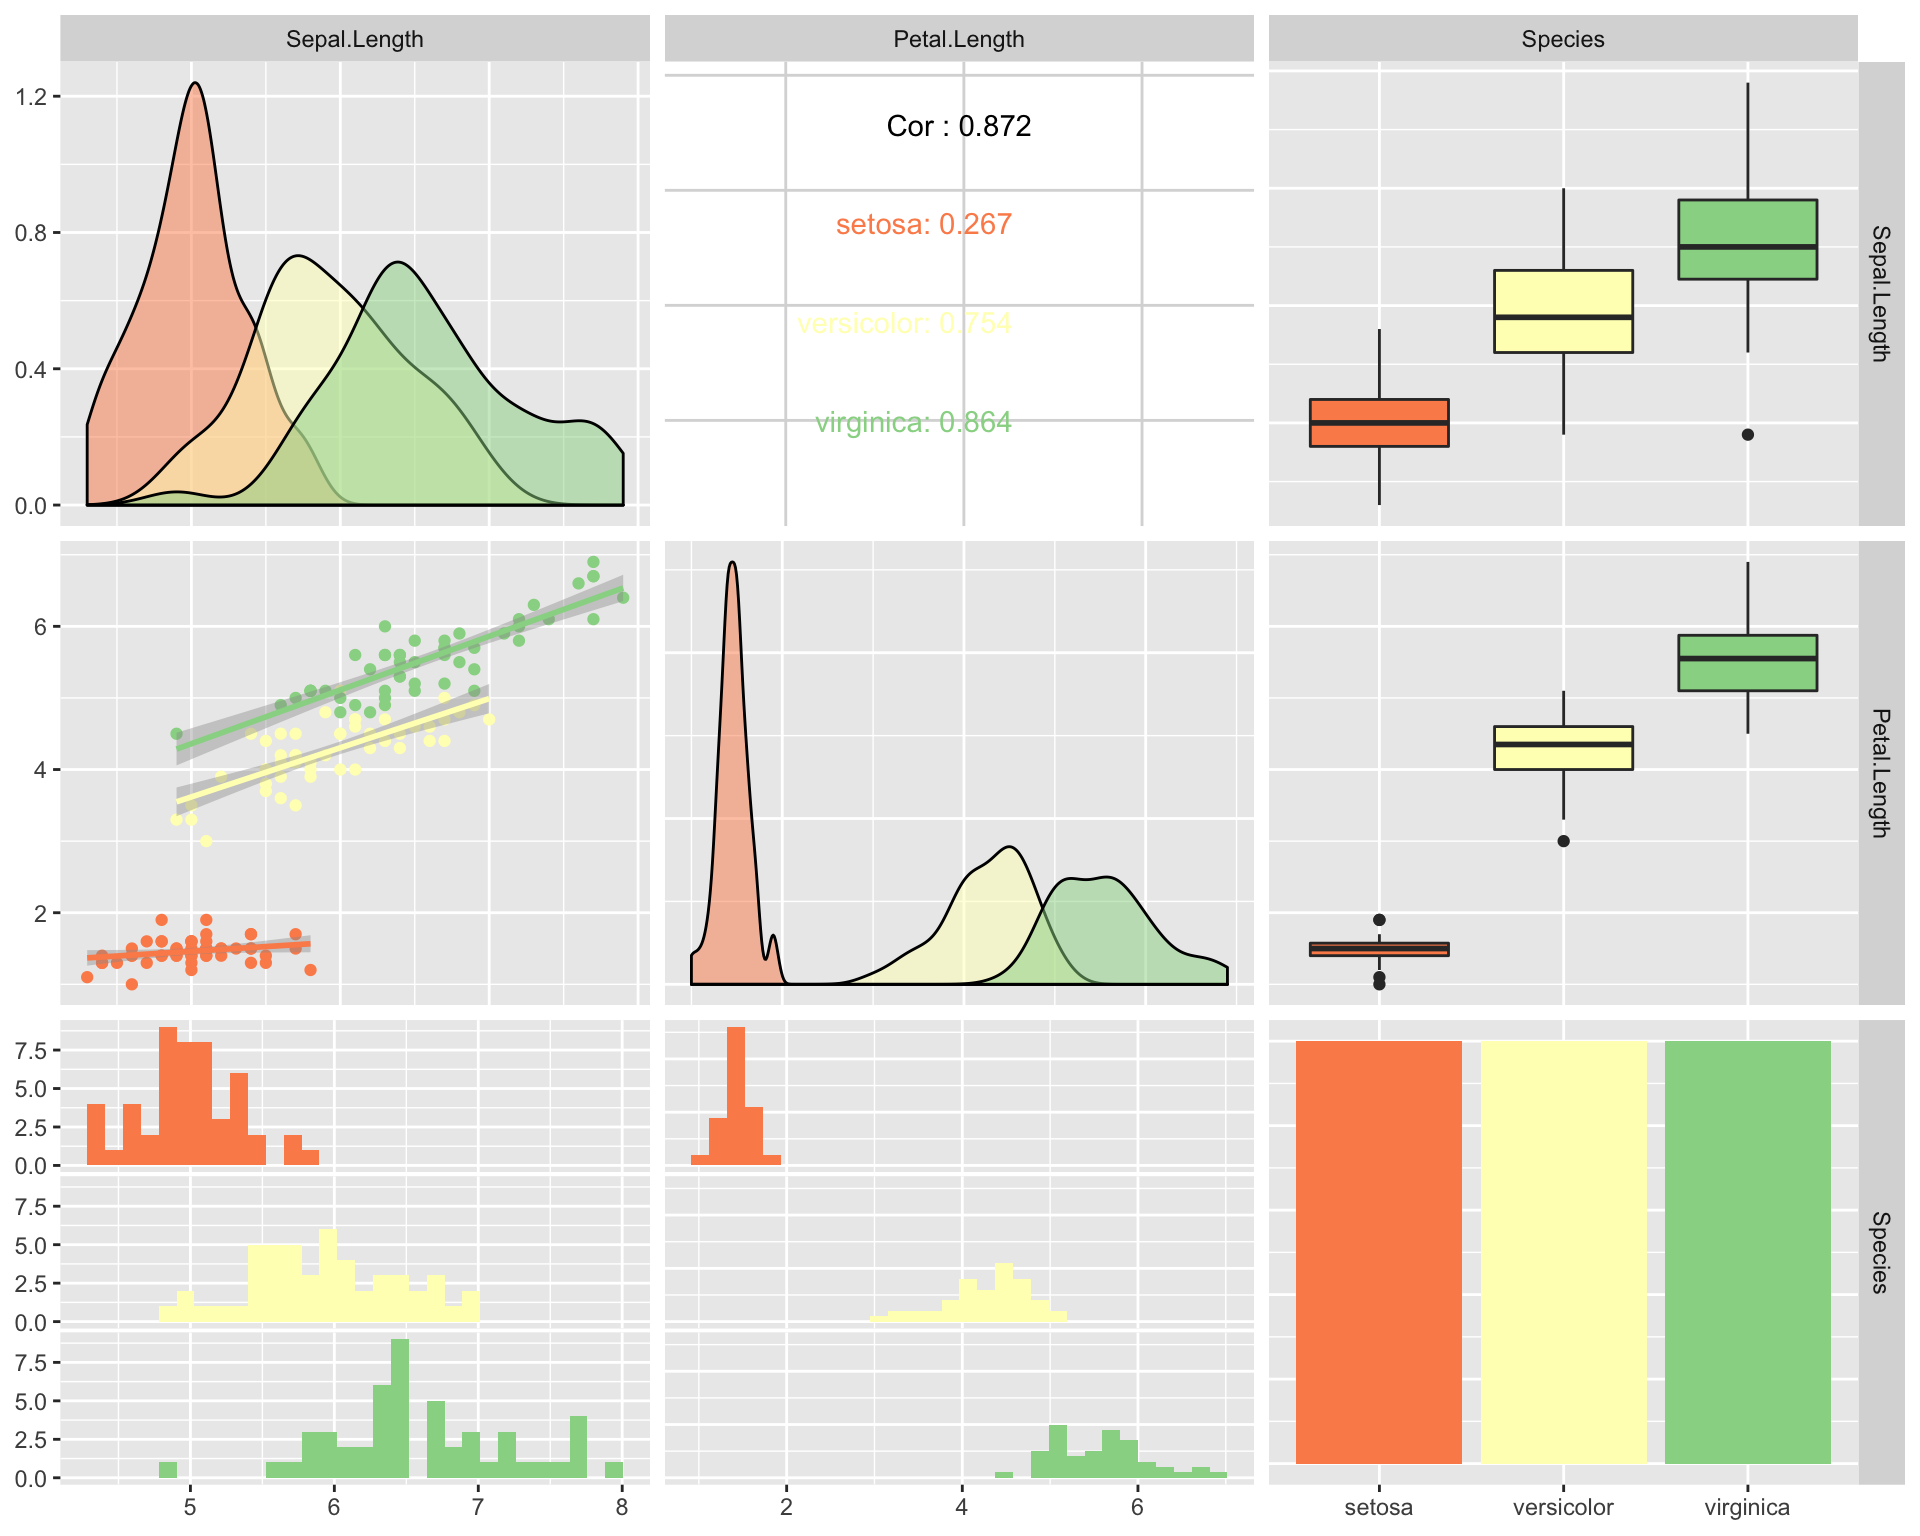 Sepal.Length
Petal.Length
Species
1.2
0.8
0.4
0.0
Cor : 0.872
setosa: 0.267
versicolor: 0.754
virginica: 0.864
Sepal.Length
6
4
2
Petal.Length
7.5
5.0
2.5
0.0
7.5
5.0
2.5
0.0
7.5
5.0
2.5
0.0
Species
5 6 7 8
2 4 6
setosa versicolor virginica